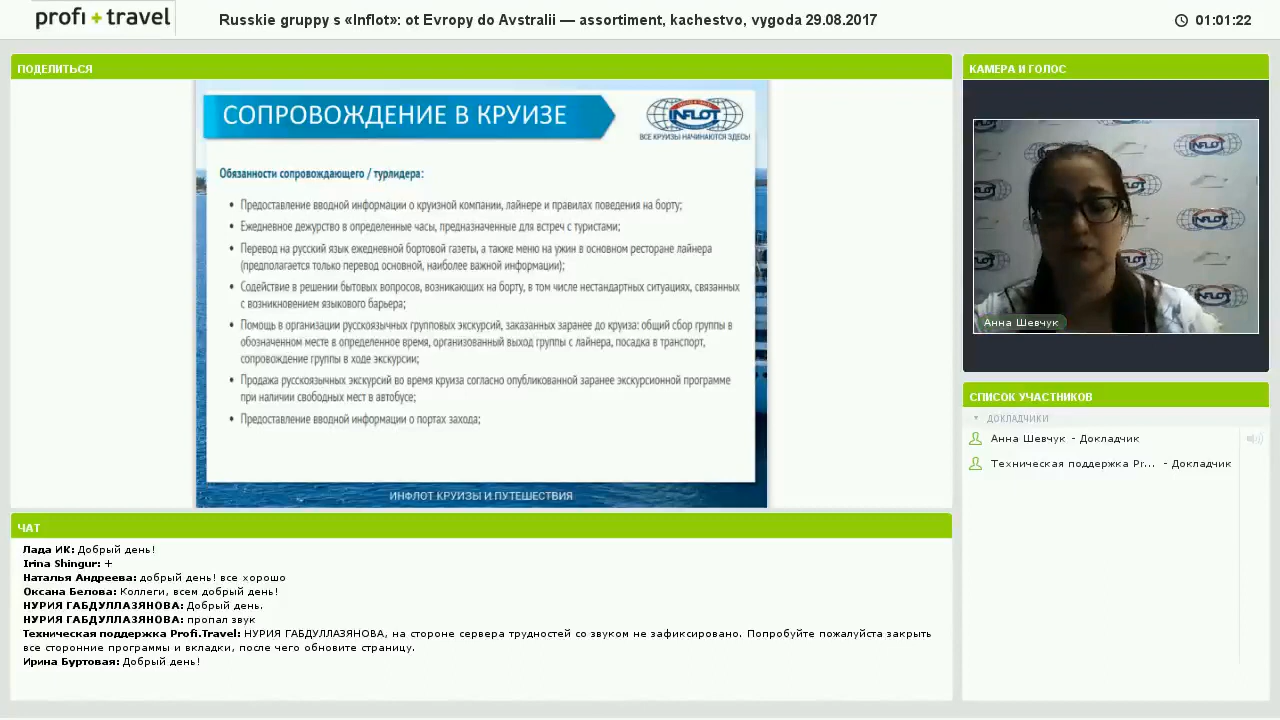 profi + travel
Russkie gruppy s «Inflot»: ot Evropy do Avstralii — assortiment, kachestvo, vygoda 29.08.2017
01:01:22
ПОДЕЛИТЬСЯ
СОПРОВОЖДЕНИЕ В КРУИЗЕ
INFLOT
ВСЕ КРУИЗЫ НАЧИНАЮТСЯ ЗДЕСЬ!
Обязанности сопровождающего / турлидера:
• Предоставление вводной информации о круизной компании, лайнере и правилах поведения на борту;
• Ежедневное дежурство в определенные часы, предназначенные для встреч с туристами;
• Перевод на русский язык ежедневной бортовой газеты, а также меню на ужин в основном ресторане лайнера
(предполагается только перевод основной, наиболее важной информации);
• Содействие в решении бытовых вопросов, возникающих на борту, в том числе нестандартных ситуациях, связанных
с возникновением языкового барьера;
• Помощь в организации русскоязычных групповых экскурсий, заказанных заранее до круиза: общий сбор группы в
обозначенном месте в определенное время, организованный выход группы с лайнера, посадка в транспорт,
сопровождение группы в ходе экскурсии;
• Продажа русскоязычных экскурсий во время круиза согласно опубликованной заранее экскурсионной программе
при наличии свободных мест в автобусе;
• Предоставление вводной информации о портах захода;
ИНФЛОТ КРУИЗЫ И ПУТЕШЕСТВИЯ
КАМЕРА И ГОЛОС
INFLOT
INFLOT
INFLOT
Анна Шевчук
СПИСОК УЧАСТНИКОВ
ДОКЛАДЧИКИ
Анна Шевчук - Докладчик
Техническая поддержка Pr... - Докладчик
ЧАТ
Лада ИК: Добрый день!
Irina Shingur: +
Наталья Андреева: добрый день! все хорошо
Оксана Белова: Коллеги, всем добрый день!
НУРИЯ ГАБДУЛЛАЗЯНОВА: Добрый день.
НУРИЯ ГАБДУЛЛАЗЯНОВА: пропал звук
Техническая поддержка Profi.Travel: НУРИЯ ГАБДУЛЛАЗЯНОВА, на стороне сервера трудностей со звуком не зафиксировано. Попробуйте пожалуйста закрыть
все сторонние программы и вкладки, после чего обновите страницу.
Ирина Буртовая: Добрый день!